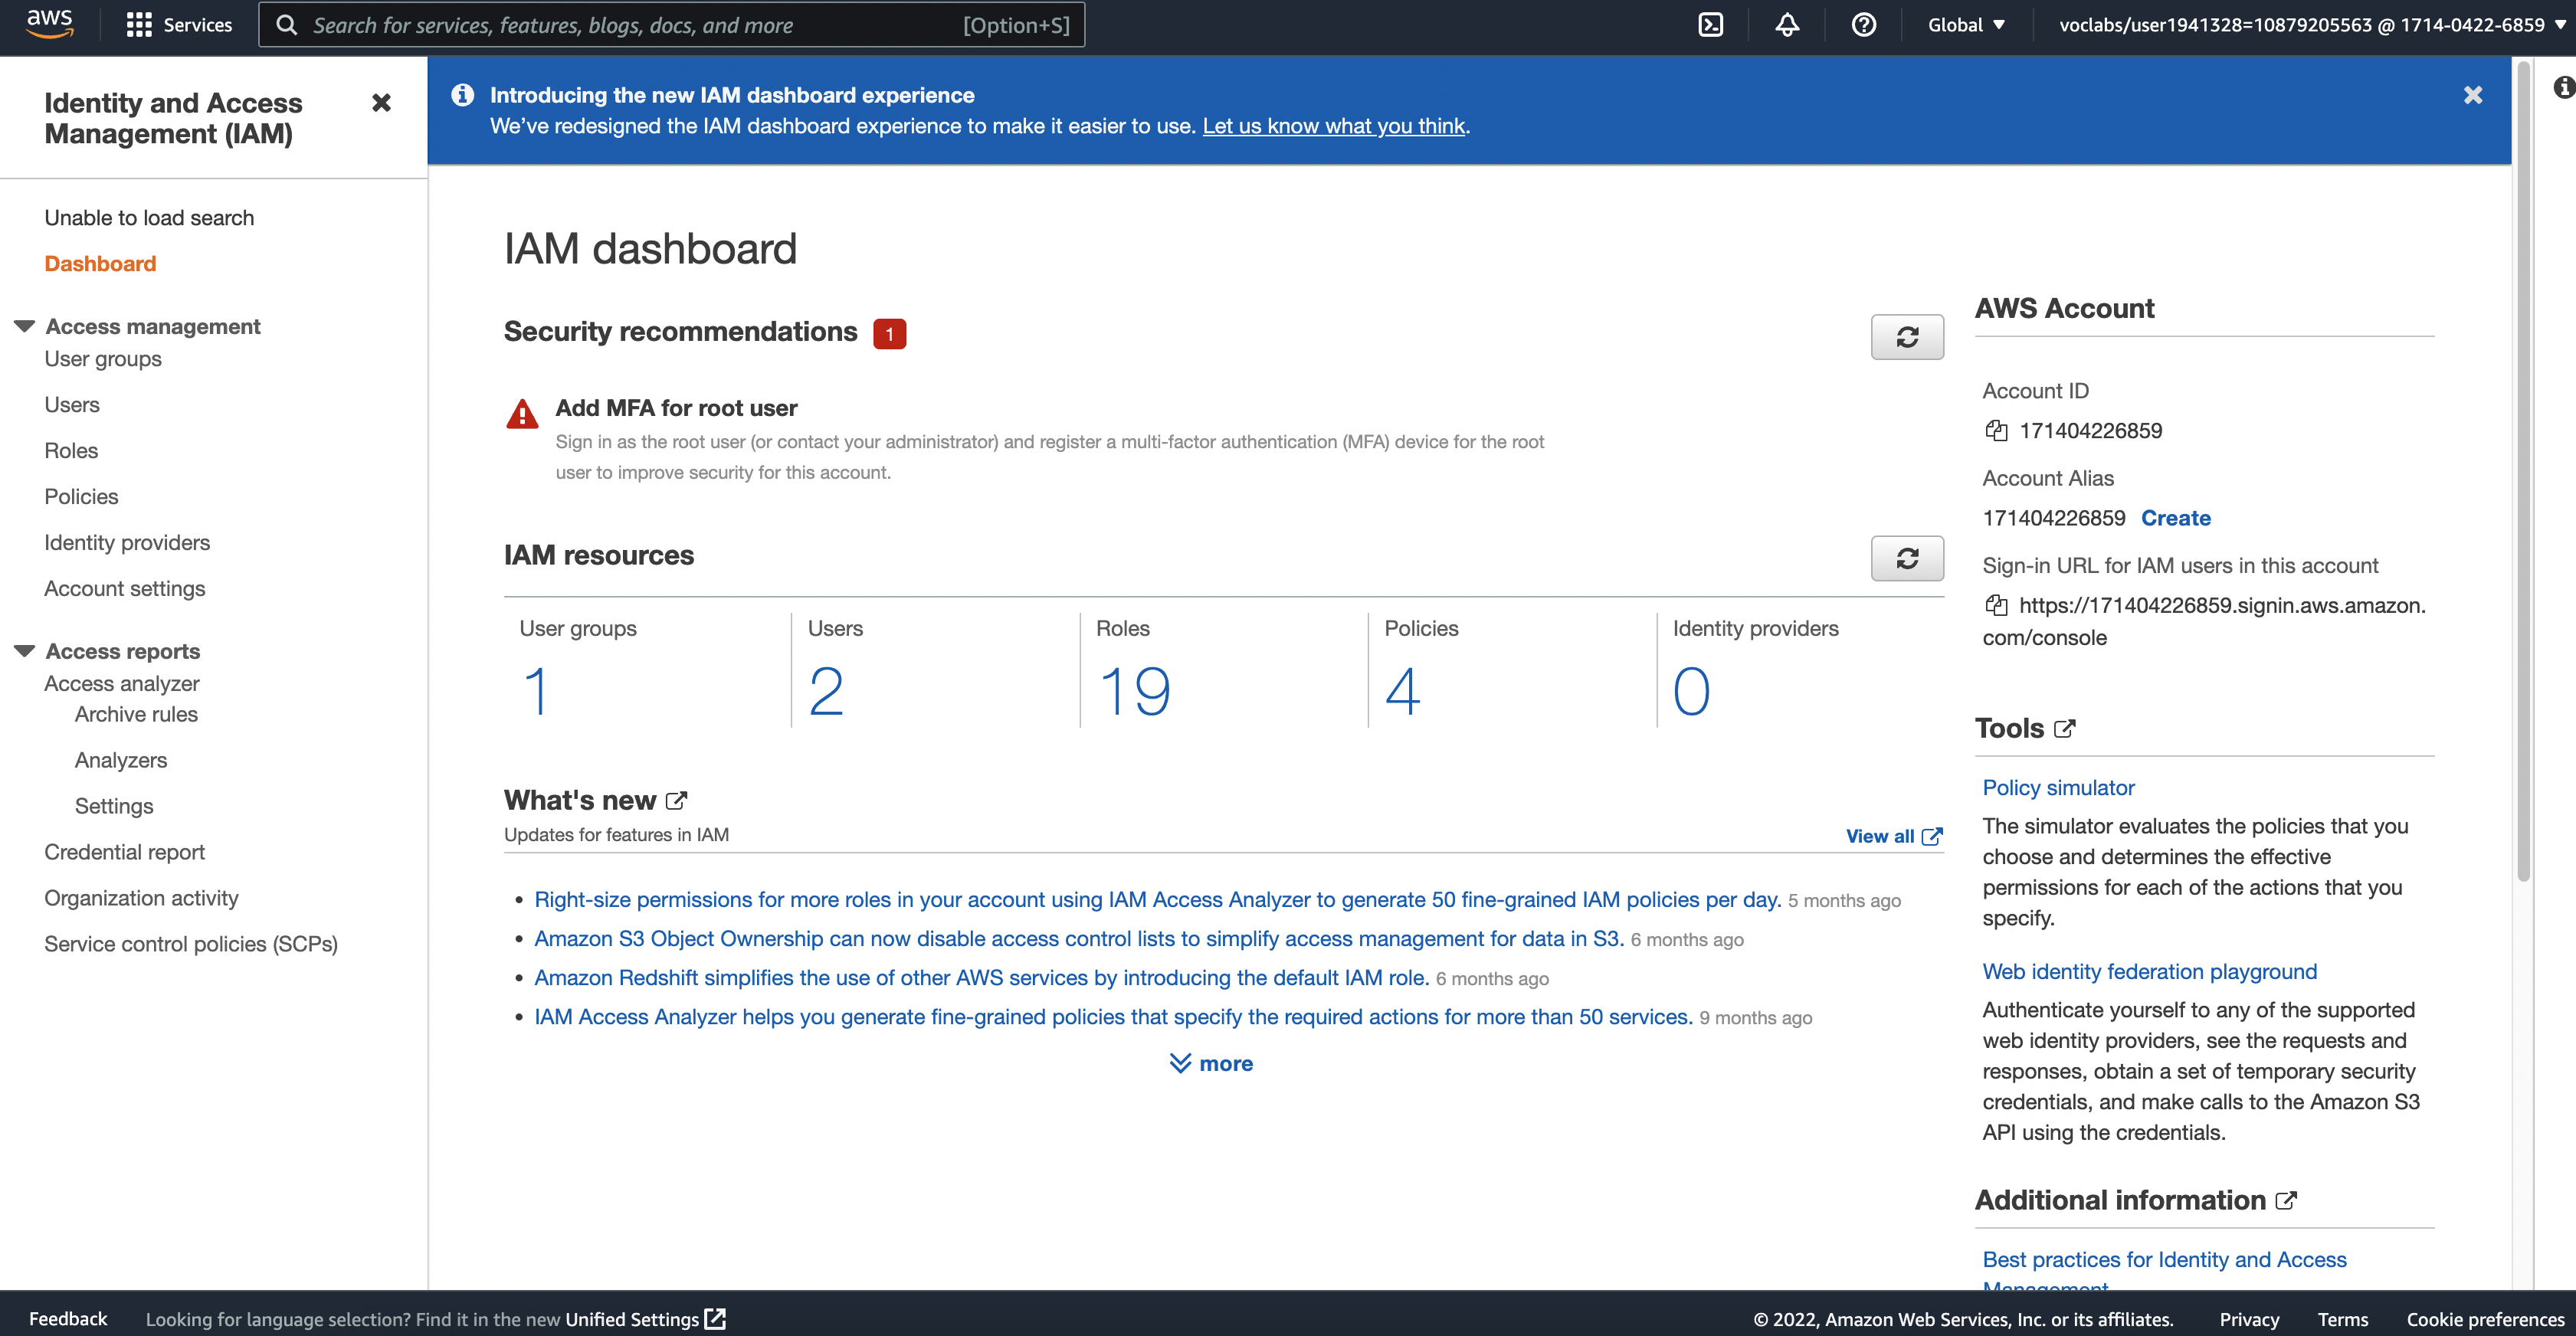 aws
Services
Search for services, features, blogs, docs, and more
[Option+S]
Global
voclabs/user1941328=10879205563 @ 1714-0422-6859
Identity and Access
Management (IAM)
Unable to load search
Dashboard
Access management
User groups
Users
Roles
Policies
Identity providers
Account settings
Access reports
Access analyzer
Archive rules
Analyzers
Settings
Credential report
Organization activity
Service control policies (SCPs)
Introducing the new IAM dashboard experience
We've redesigned the IAM dashboard experience to make it easier to use. Let us know what you think.
IAM dashboard
Security recommendations 1
Add MFA for root user
Sign in as the root user (or contact your administrator) and register a multi-factor authentication (MFA) device for the root
user to improve security for this account.
IAM resources
User groups
1
Users
2
Roles
19
Policies
4
Identity providers
0
What's new
Updates for features in IAM
View all
• Right-size permissions for more roles in your account using IAM Access Analyzer to generate 50 fine-grained IAM policies per day. 5 months ago
• Amazon S3 Object Ownership can now disable access control lists to simplify access management for data in S3. 6 months ago
• Amazon Redshift simplifies the use of other AWS services by introducing the default IAM role. 6 months ago
• IAM Access Analyzer helps you generate fine-grained policies that specify the required actions for more than 50 services. 9 months ago
more
AWS Account
Account ID
171404226859
Account Alias
171404226859 Create
Sign-in URL for IAM users in this account
https://171404226859.signin.aws.amazon.
com/console
Tools
Policy simulator
The simulator evaluates the policies that you
choose and determines the effective
permissions for each of the actions that you
specify.
Web identity federation playground
Authenticate yourself to any of the supported
web identity providers, see the requests and
responses, obtain a set of temporary security
credentials, and make calls to the Amazon S3
API using the credentials.
Additional information
Best practices for Identity and Access
Management
Feedback
Looking for language selection? Find it in the new Unified Settings
© 2022, Amazon Web Services, Inc. or its affiliates.
Privacy
Terms
Cookie preferences